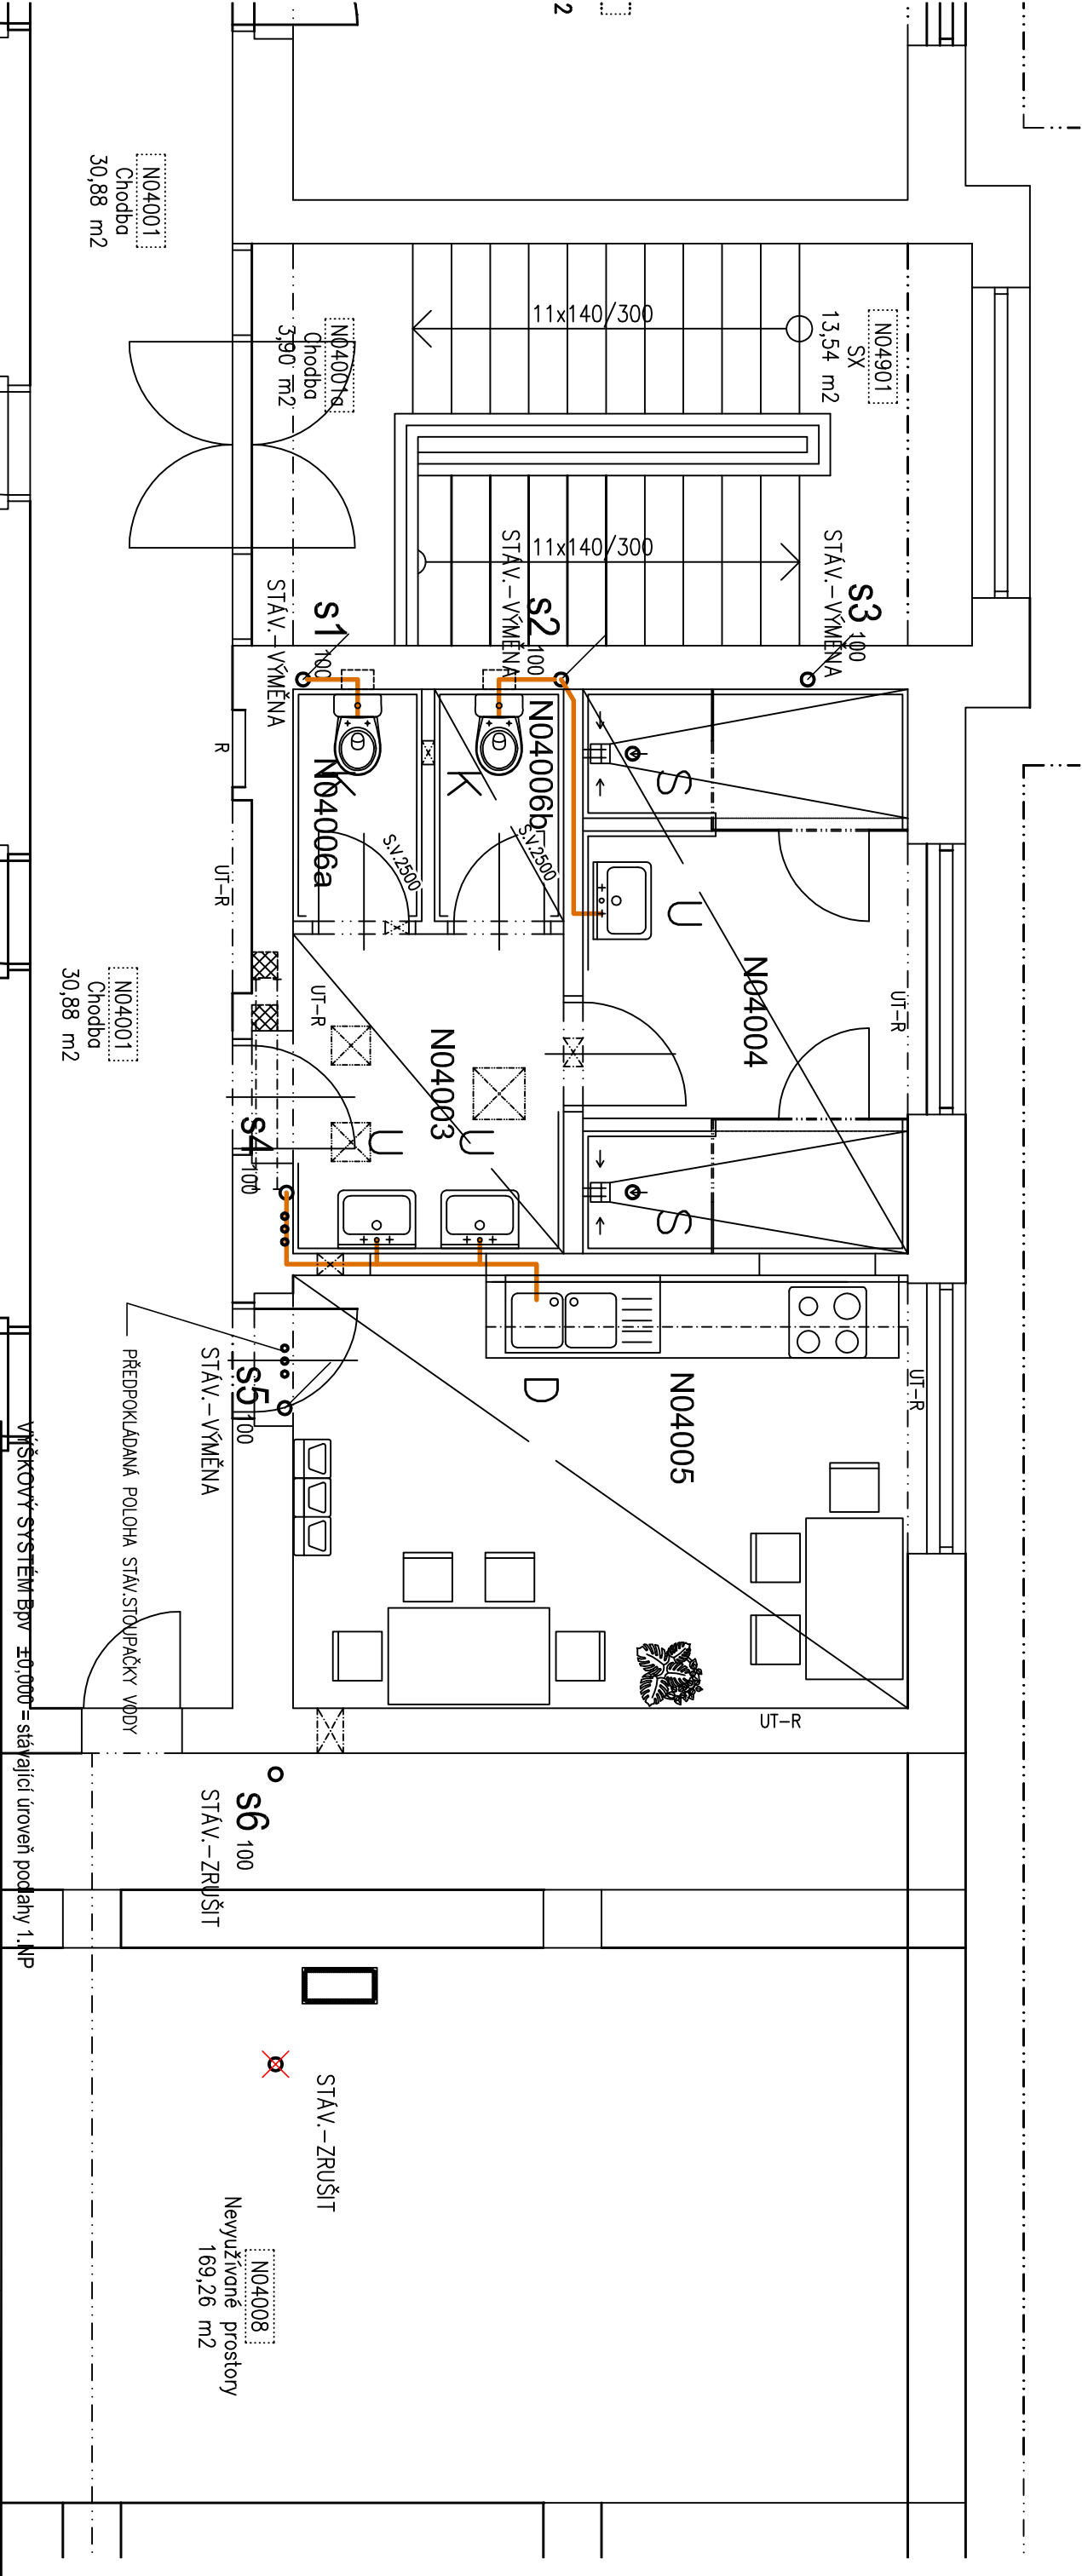 2
N04001
Chodba
30,88 m2
N04001a
Chodba
3,90 m2
11x140/300
N04901
SX
13,54 m2
11x140/300
s1 100
STÁV.–VÝMĚNA
s2 100
STÁV.–VÝMĚNA
s3 100
STÁV.–VÝMĚNA
R
UT–R
K
N04006a
S.V.2500
K
N04006b
S.V.2500
S
U
N04004
UT–R
S
N04001
Chodba
30,88 m2
UT–R
N04003
U
U
s4 100
s5 100
STÁV.–VÝMĚNA
PŘEDPOKLÁDANÁ POLOHA STÁV.STOUPAČKY VODY
D
N04005
UT–R
UT–R
VÝŠKOVÝ SYSTÉM Bpv  ±0,000 = stávající úroveň podlahy 1.NP
s6 100
STÁV.–ZRUŠIT
STÁV.–ZRUŠIT
N04008
Nevyužívané prostory
169,26 m2